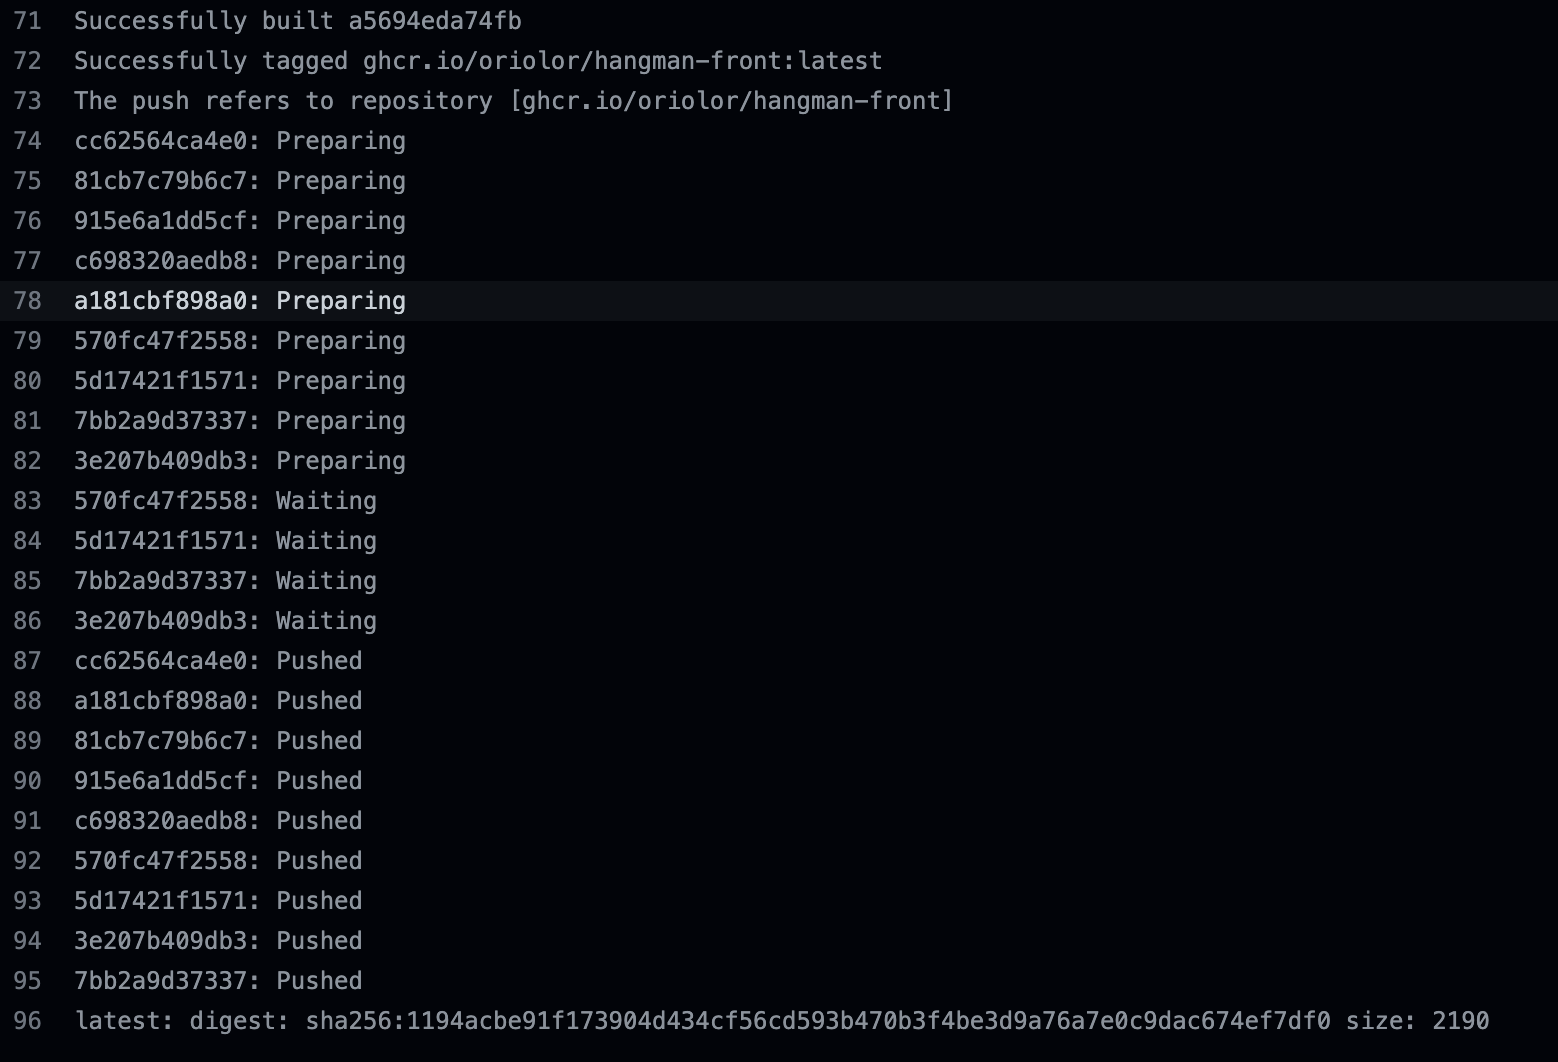 71 Successfully built a5694eda74fb
72 Successfully tagged ghcr.io/oriolor/hangman-front:latest
73 The push refers to repository [ghcr.io/oriolor/hangman-front]
74 cc62564ca4e0: Preparing
75 81cb7c79b6c7: Preparing
76 915e6a1dd5cf: Preparing
77 c698320aedb8: Preparing
78 a181cbf898a0: Preparing
79 570fc47f2558: Preparing
80 5d17421f1571: Preparing
81 7bb2a9d37337: Preparing
82 3e207b409db3: Preparing
83 570fc47f2558: Waiting
84 5d17421f1571: Waiting
85 7bb2a9d37337: Waiting
86 3e207b409db3: Waiting
87 cc62564ca4e0: Pushed
88 a181cbf898a0: Pushed
89 81cb7c79b6c7: Pushed
90 915e6a1dd5cf: Pushed
91 c698320aedb8: Pushed
92 570fc47f2558: Pushed
93 5d17421f1571: Pushed
94 3e207b409db3: Pushed
95 7bb2a9d37337: Pushed
96 latest: digest: sha256:1194acbe91f173904d434cf56cd593b470b3f4be3d9a76a7e0c9dac674ef7df0 size: 2190